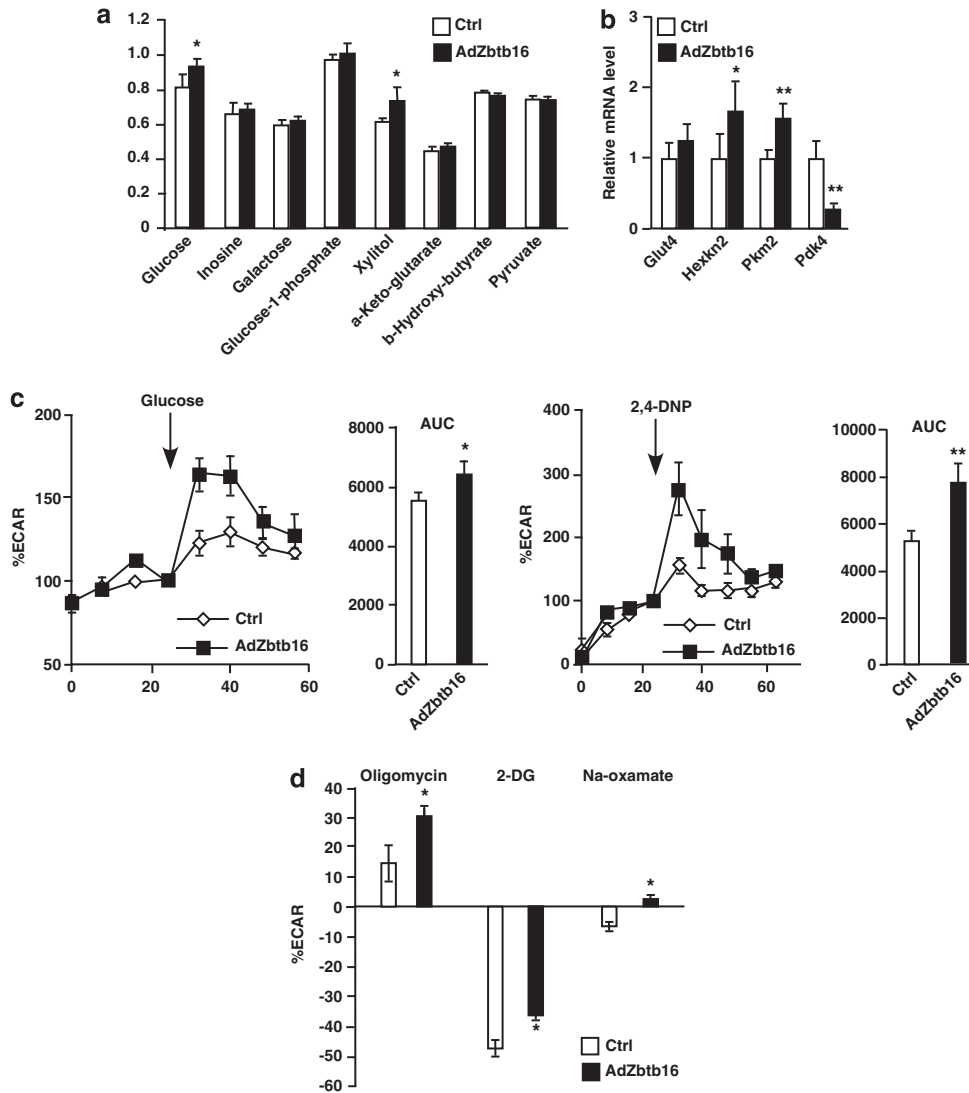 a
1.2
1.0
0.8
0.6
0.4
0.2
0
Ctrl
AdZbtb16
*
*
Glucose
Inosine
Galactose
Glucose-1-phosphate
Xylitol
a-Keto-glutarate
b-Hydroxy-butyrate
Pyruvate
b
Relative mRNA level
3
2
1
0
Ctrl
AdZbtb16
*
**
**
Glut4
Hexkn2
Pkm2
Pdk4
c
%ECAR
200
150
100
50
Glucose
Ctrl
AdZbtb16
0 20 40 60
AUC
8000
6000
4000
2000
0
*
Ctrl
AdZbtb16
%ECAR
400
300
200
100
0
2,4-DNP
Ctrl
AdZbtb16
0 20 40 60
AUC
10000
8000
6000
4000
2000
0
**
Ctrl
AdZbtb16
d
Oligomycin 2-DG Na-oxamate
%ECAR
40
30
20
10
0
-10
-20
-30
-40
-50
-60
*
*
*
Ctrl
AdZbtb16